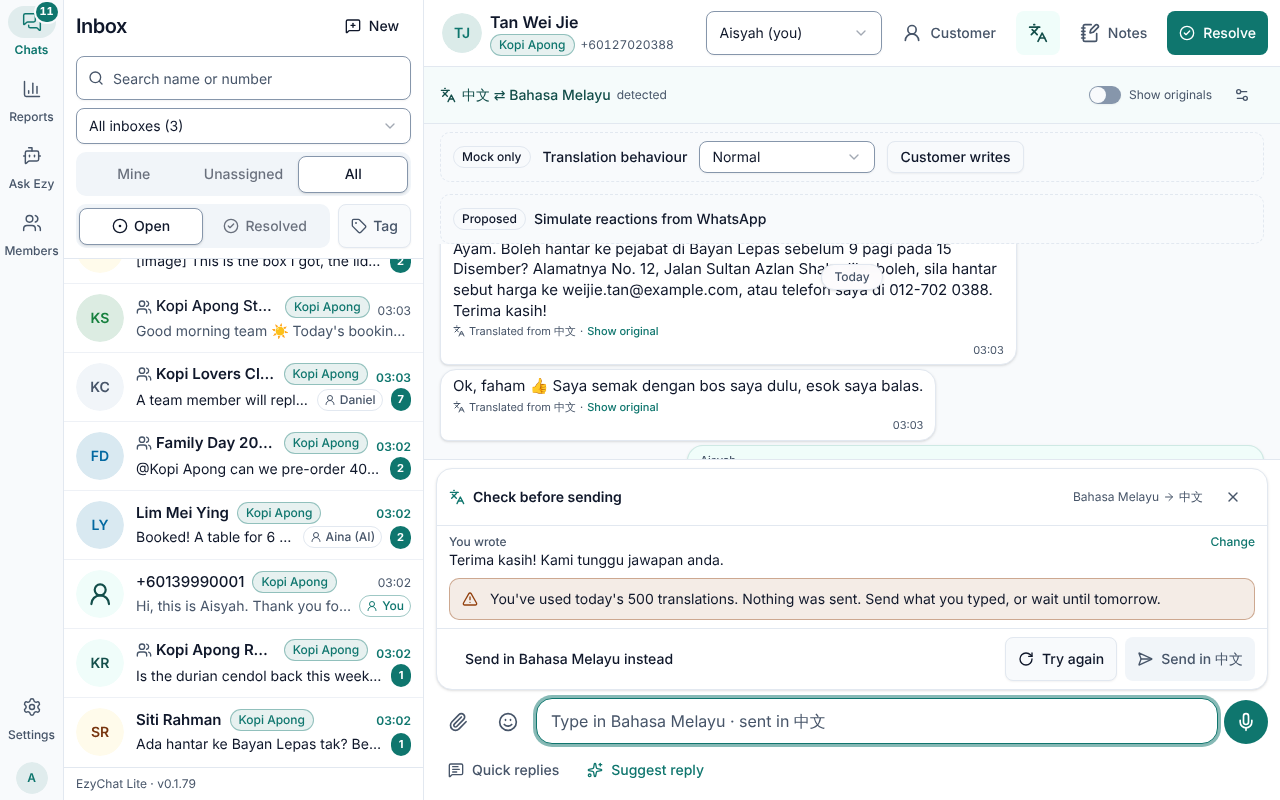 11
Chats
Reports
Ask Ezy
Members
Settings
A
Inbox
New
Search name or number
All inboxes (3)
Mine
Unassigned
All
Open
Resolved
Tag
[Image] This is the box I got, the lid...
2
KS
Kopi Apong St...
Kopi Apong
03:03
Good morning team ☀️ Today's bookin...
KC
Kopi Lovers Cl...
Kopi Apong
03:03
A team member will repl...
Daniel
7
FD
Family Day 20...
Kopi Apong
03:02
@Kopi Apong can we pre-order 40...
2
LY
Lim Mei Ying
Kopi Apong
03:02
Booked! A table for 6 ...
Aina (AI)
2
+60139990001
Kopi Apong
03:02
Hi, this is Aisyah. Thank you fo...
You
KR
Kopi Apong R...
Kopi Apong
03:02
Is the durian cendol back this week...
1
SR
Siti Rahman
Kopi Apong
03:02
Ada hantar ke Bayan Lepas tak? Be...
1
EzyChat Lite · v0.1.79
TJ
Tan Wei Jie
Kopi Apong
+60127020388
Aisyah (you)
Customer
Notes
Resolve
中文 ⇄ Bahasa Melayu detected
Show originals
Mock only
Translation behaviour
Normal
Customer writes
Proposed
Simulate reactions from WhatsApp
Ayam. Boleh hantar ke pejabat di Bayan Lepas sebelum 9 pagi pada 15
Disember? Alamatnya No. 12, Jalan Sultan Azlan boleh, sila hantar
Today
sebut harga ke weijie.tan@example.com, atau telefon saya di 012-702 0388.
Terima kasih!
Translated from 中文 · Show original
03:03
Ok, faham 👍 Saya semak dengan bos saya dulu, esok saya balas.
Translated from 中文 · Show original
03:03
Aisyah
Check before sending
Bahasa Melayu → 中文
You wrote
Change
Terima kasih! Kami tunggu jawapan anda.
You've used today's 500 translations. Nothing was sent. Send what you typed, or wait until tomorrow.
Send in Bahasa Melayu instead
Try again
Send in 中文
Type in Bahasa Melayu · sent in 中文
Quick replies
Suggest reply